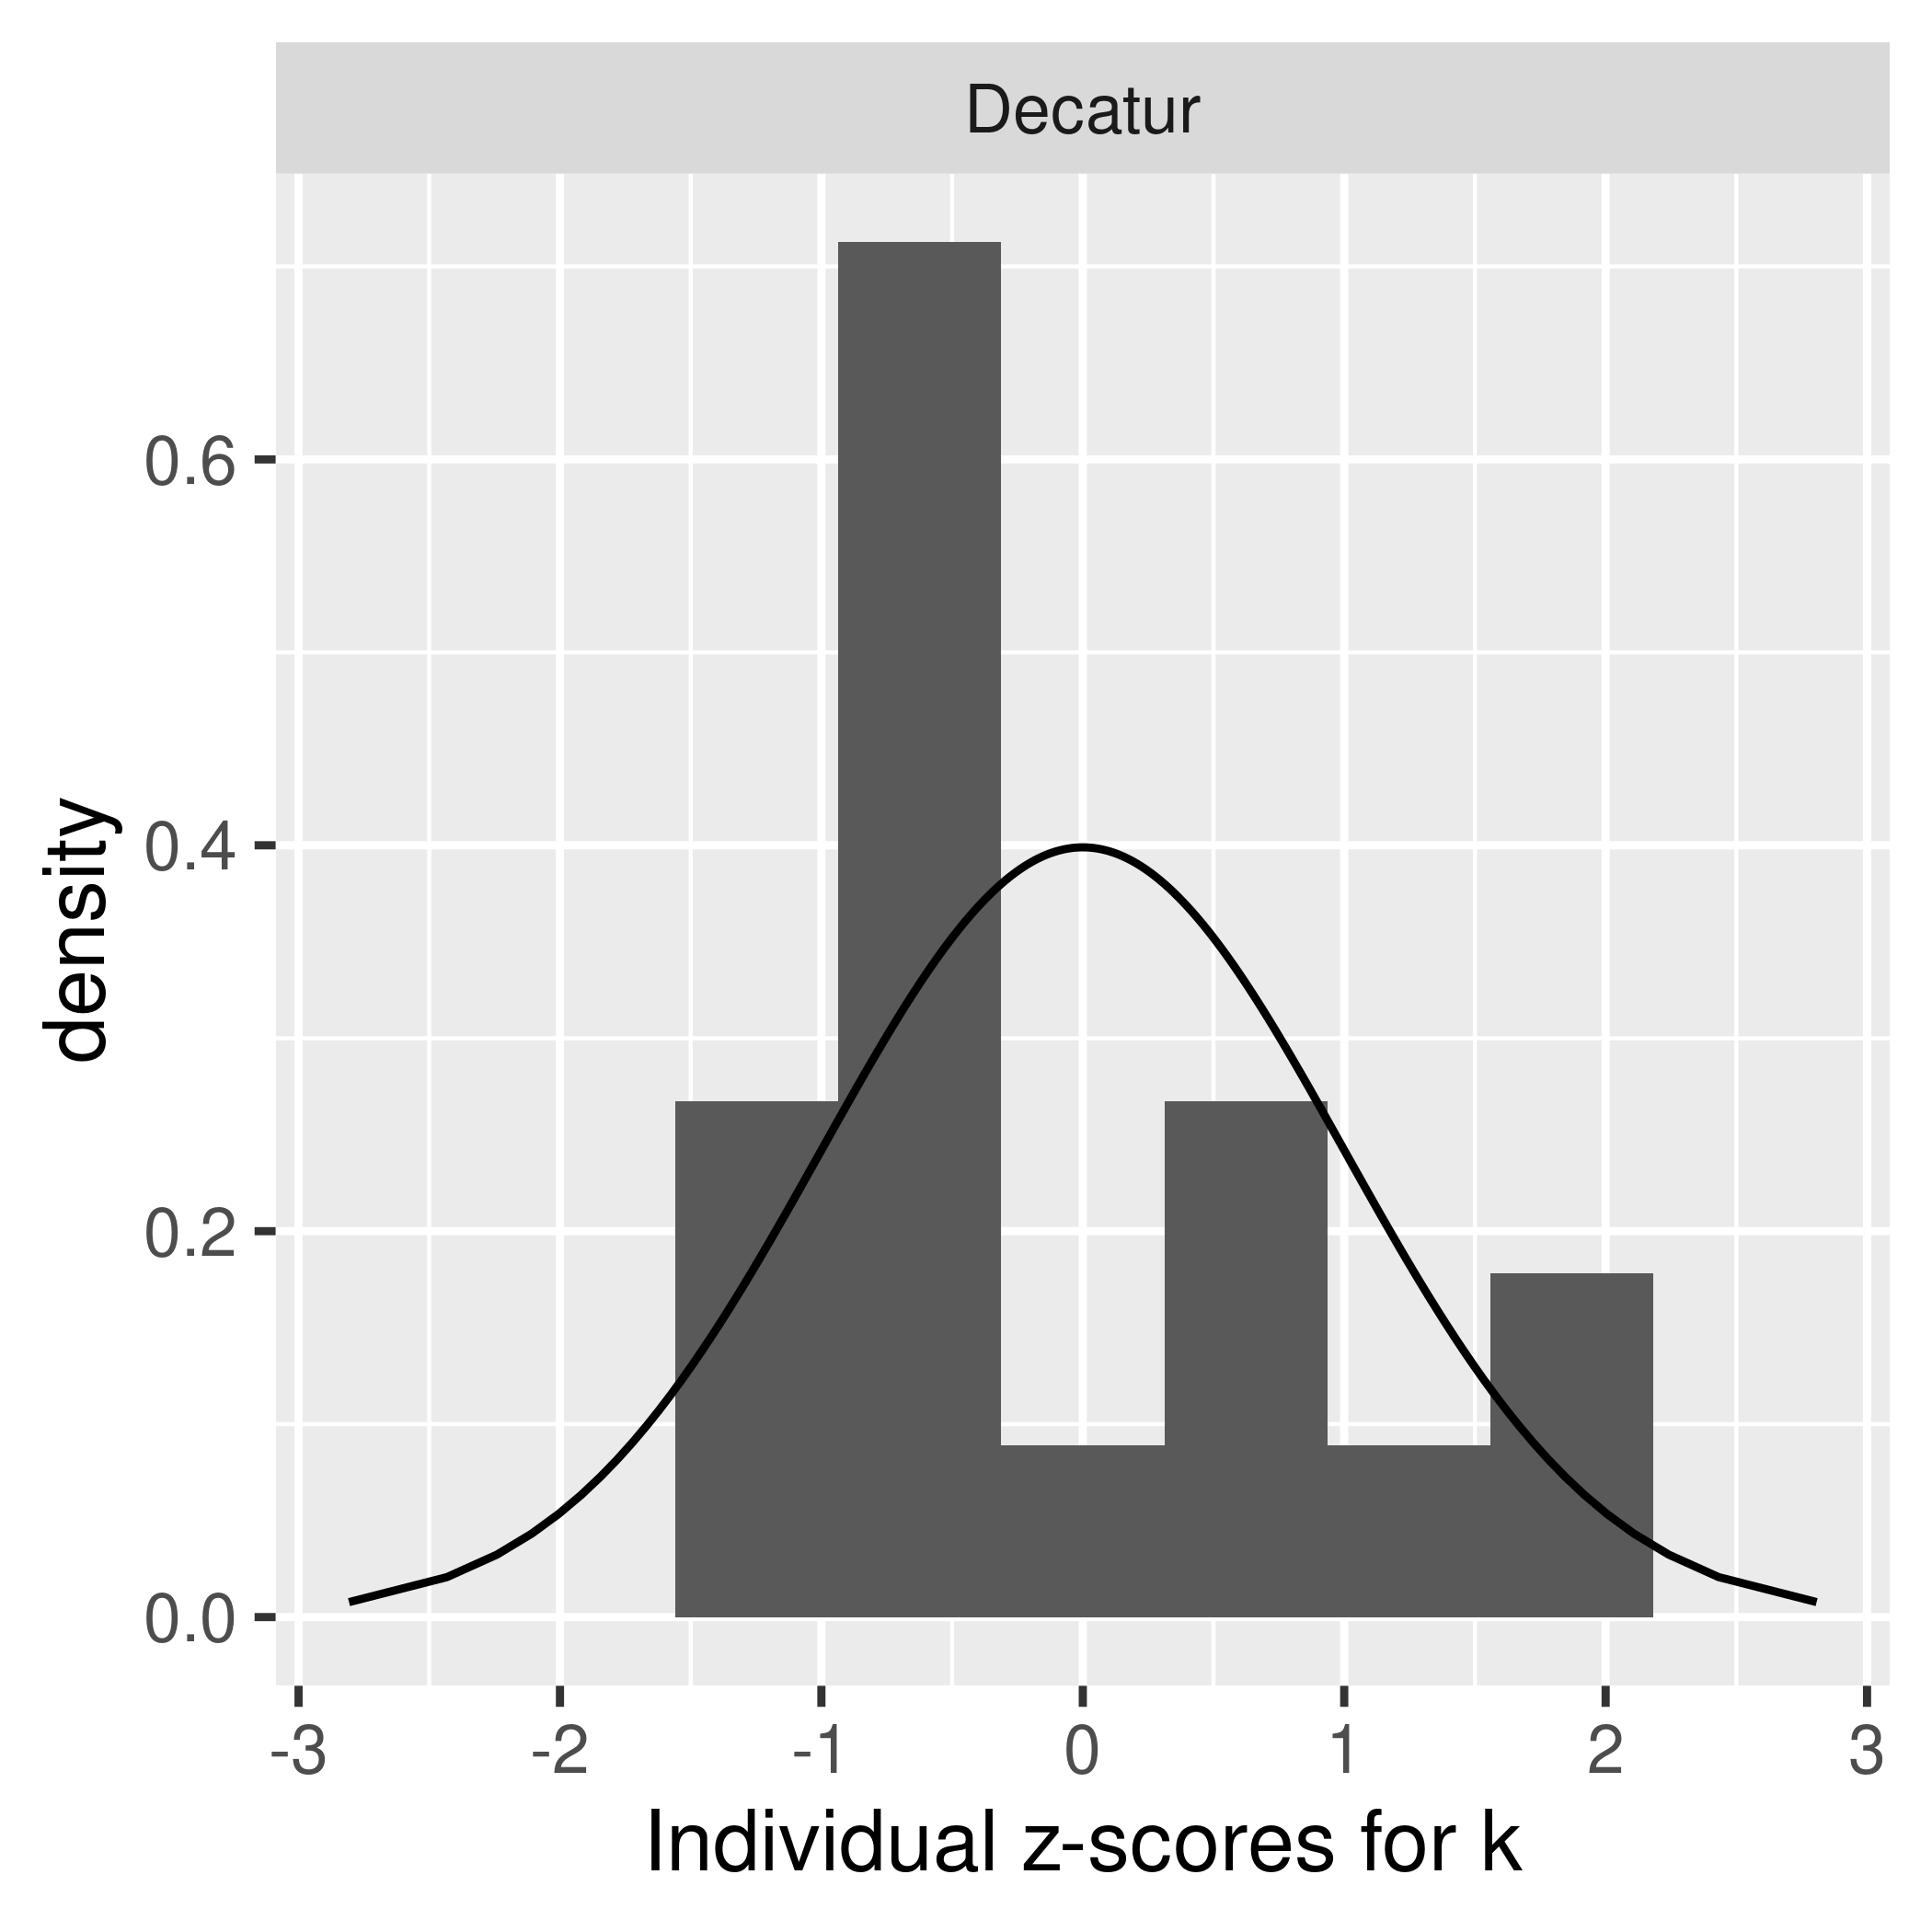 Decatur
density
0.6
0.4
0.2
0.0
-3 -2 -1 0 1 2 3
Individual z-scores for k